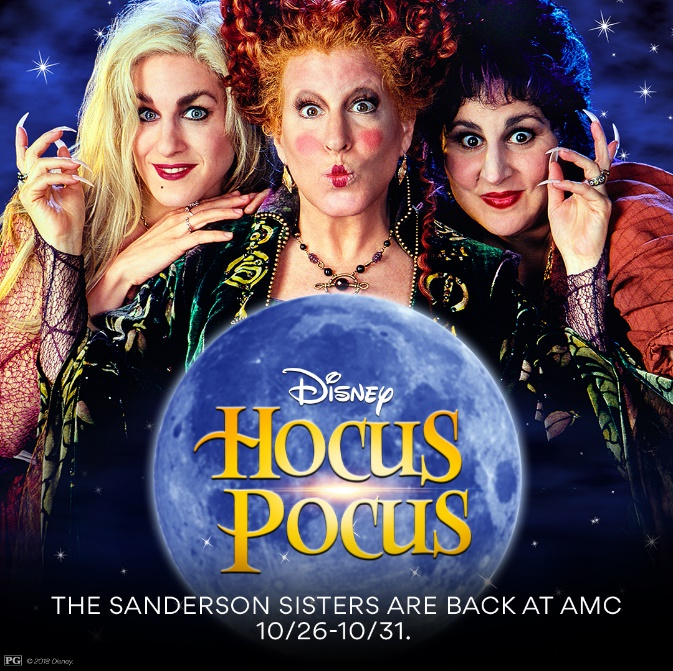 Disney
HOCUS
POCUS
THE SANDERSON SISTERS ARE BACK AT AMC
10/26-10/31.
PG © 2018 Disney.